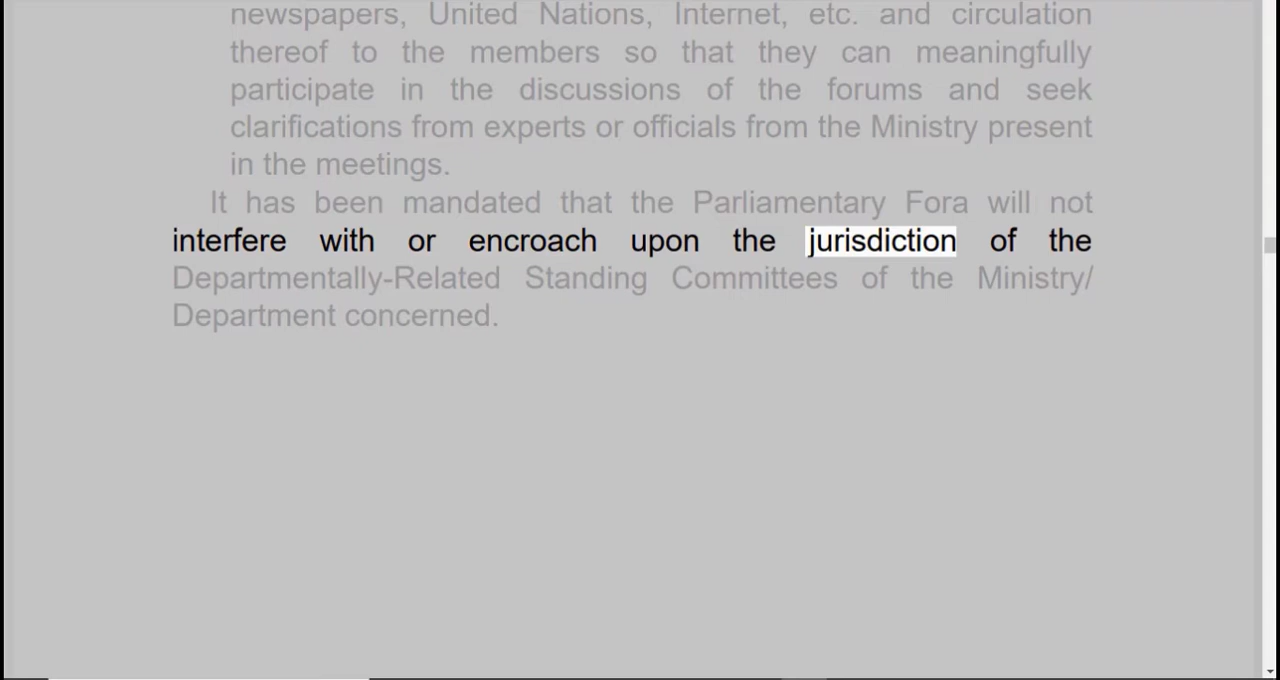 newspapers, United Nations, Internet, etc. and circulation
thereof to the members so that they can meaningfully
participate in the discussions of the forums and seek
clarifications from experts or officials from the Ministry present
in the meetings.
It has been mandated that the Parliamentary Fora will not
interfere with or encroach upon the jurisdiction of the
Departmentally-Related Standing Committees of the Ministry/
Department concerned.